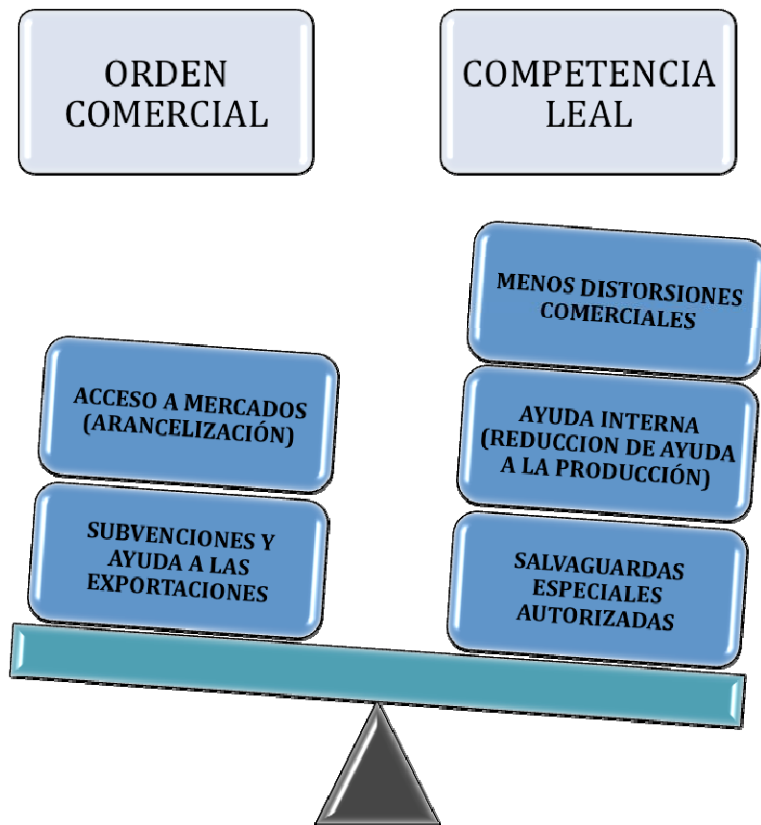 ORDEN
COMERCIAL
COMPETENCIA
LEAL
ACCESO A MERCADOS
(ARANCELIZACIÓN)
SUBVENCIONES Y
AYUDA A LAS
EXPORTACIONES
MENOS DISTORSIONES
COMERCIALES
AYUDA INTERNA
(REDUCCION DE AYUDA
A LA PRODUCCIÓN)
SALVAGUARDAS
ESPECIALES
AUTORIZADAS